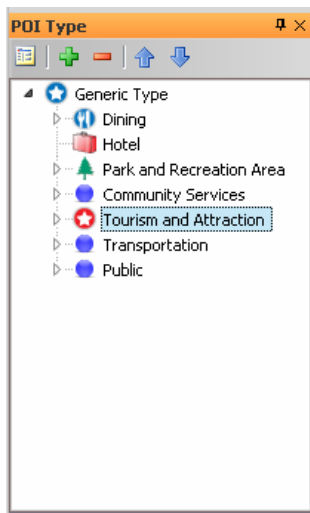 POI Type
Generic Type
Dining
Hotel
Park and Recreation Area
Community Services
Tourism and Attraction
Transportation
Public